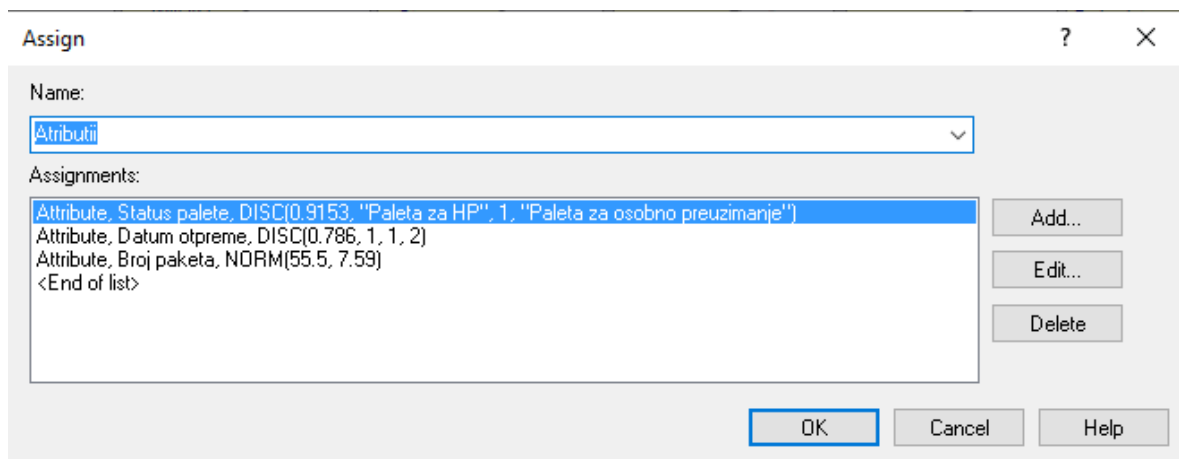 Assign ? ×
Name:
Atributii
Assignments:
Attribute, Status palete, DISC(0.9153, "Paleta za HP", 1, "Paleta za osobno preuzimanje")
Attribute, Datum otpreme, DISC(0.786, 1, 1, 2)
Attribute, Broj paketa, NORM(55.5, 7.59)
<End of list>
Add...
Edit...
Delete
OK Cancel Help